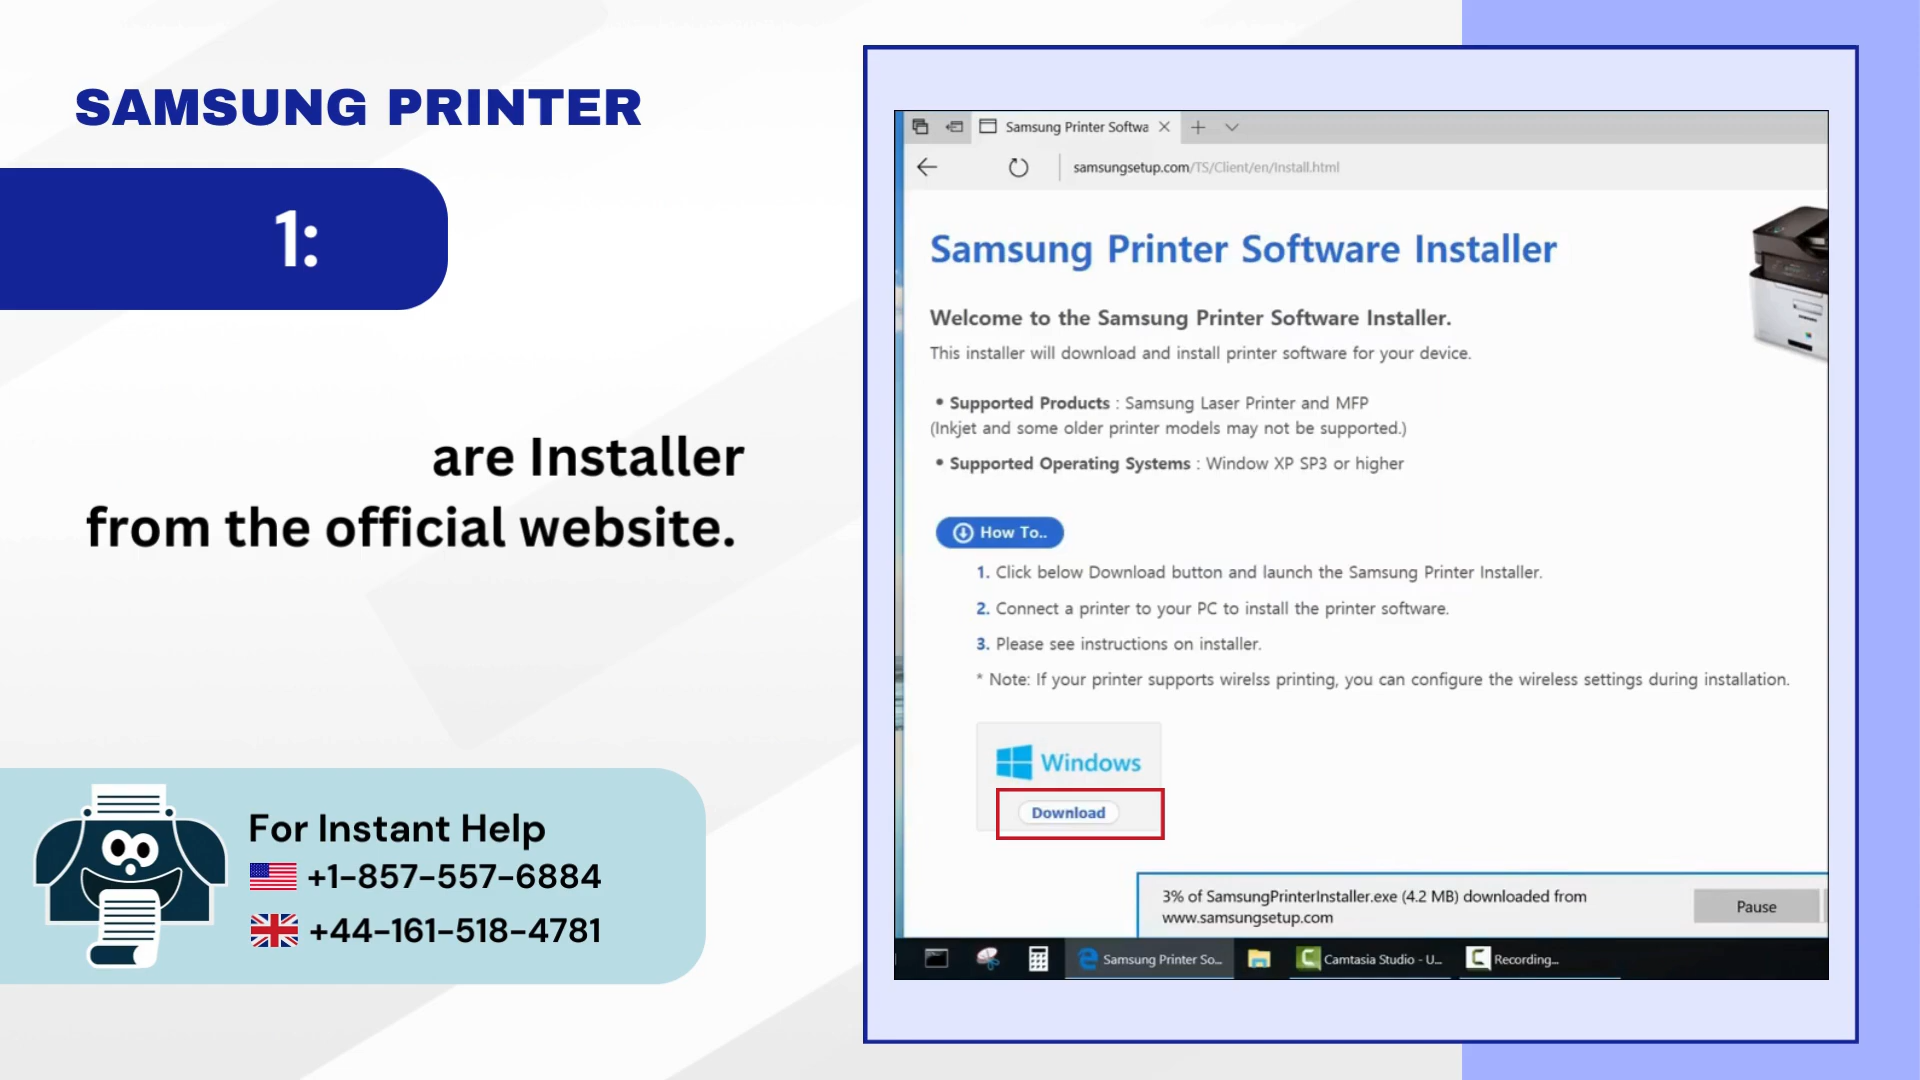 SAMSUNG PRINTER
1:
are Installer
from the official website.
For Instant Help
+1-857-557-6884
+44-161-518-4781
Samsung Printer Softwa
samsungsetup.com/TS/Client/en/Install.html
Samsung Printer Software Installer
Welcome to the Samsung Printer Software Installer.
This installer will download and install printer software for your device.
• Supported Products : Samsung Laser Printer and MFP
(Inkjet and some older printer models may not be supported.)
• Supported Operating Systems : Window XP SP3 or higher
How To..
1. Click below Download button and launch the Samsung Printer Installer.
2. Connect a printer to your PC to install the printer software.
3. Please see instructions on installer.
* Note: If your printer supports wirelss printing, you can configure the wireless settings during installation.
Windows
Download
3% of SamsungPrinterInstaller.exe (4.2 MB) downloaded from
www.samsungsetup.com
Pause
Samsung Printer So...
Camtasia Studio - U...
Recording...